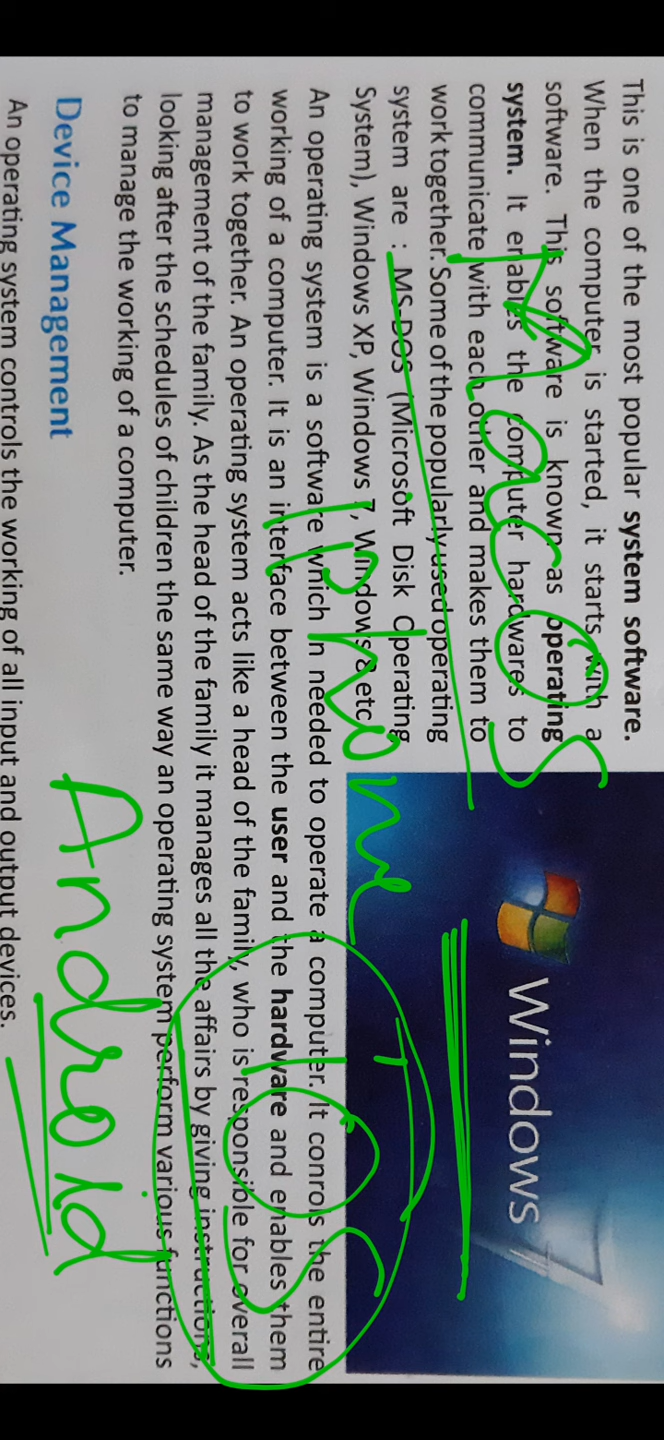 This is one of the most popular system software.
When the computer is started, it starts with a
software. This software is known as operating
system. It enables the computer hardwares to
communicate with each other and makes them to
work together. Some of the popularly used operating
system are : MS-DOS (Microsoft Disk Operating
System), Windows XP, Windows 7, Windows 8 etc.
An operating system is a software which in needed to operate a computer. It conrols the entire
working of a computer. It is an interface between the user and the hardware and enables them
to work together. An operating system acts like a head of the family, who is responsible for overall
management of the family. As the head of the family it manages all the affairs by giving instructions,
looking after the schedules of children the same way an operating system perform various functions
to manage the working of a computer.
Device Management
An operating system controls the working of all input and output devices.
Windows 7
MacOS
iphone
IOS
Android